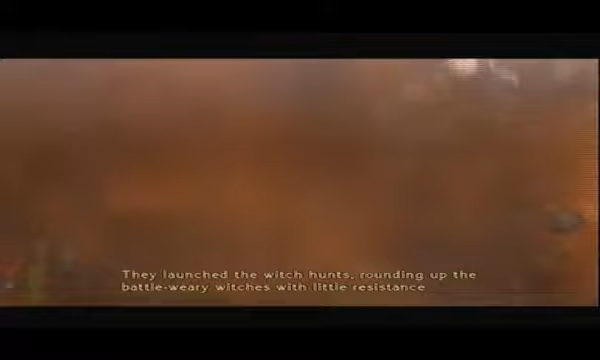 They launched the witch hunts, rounding up the
battle-weary witches with little resistance